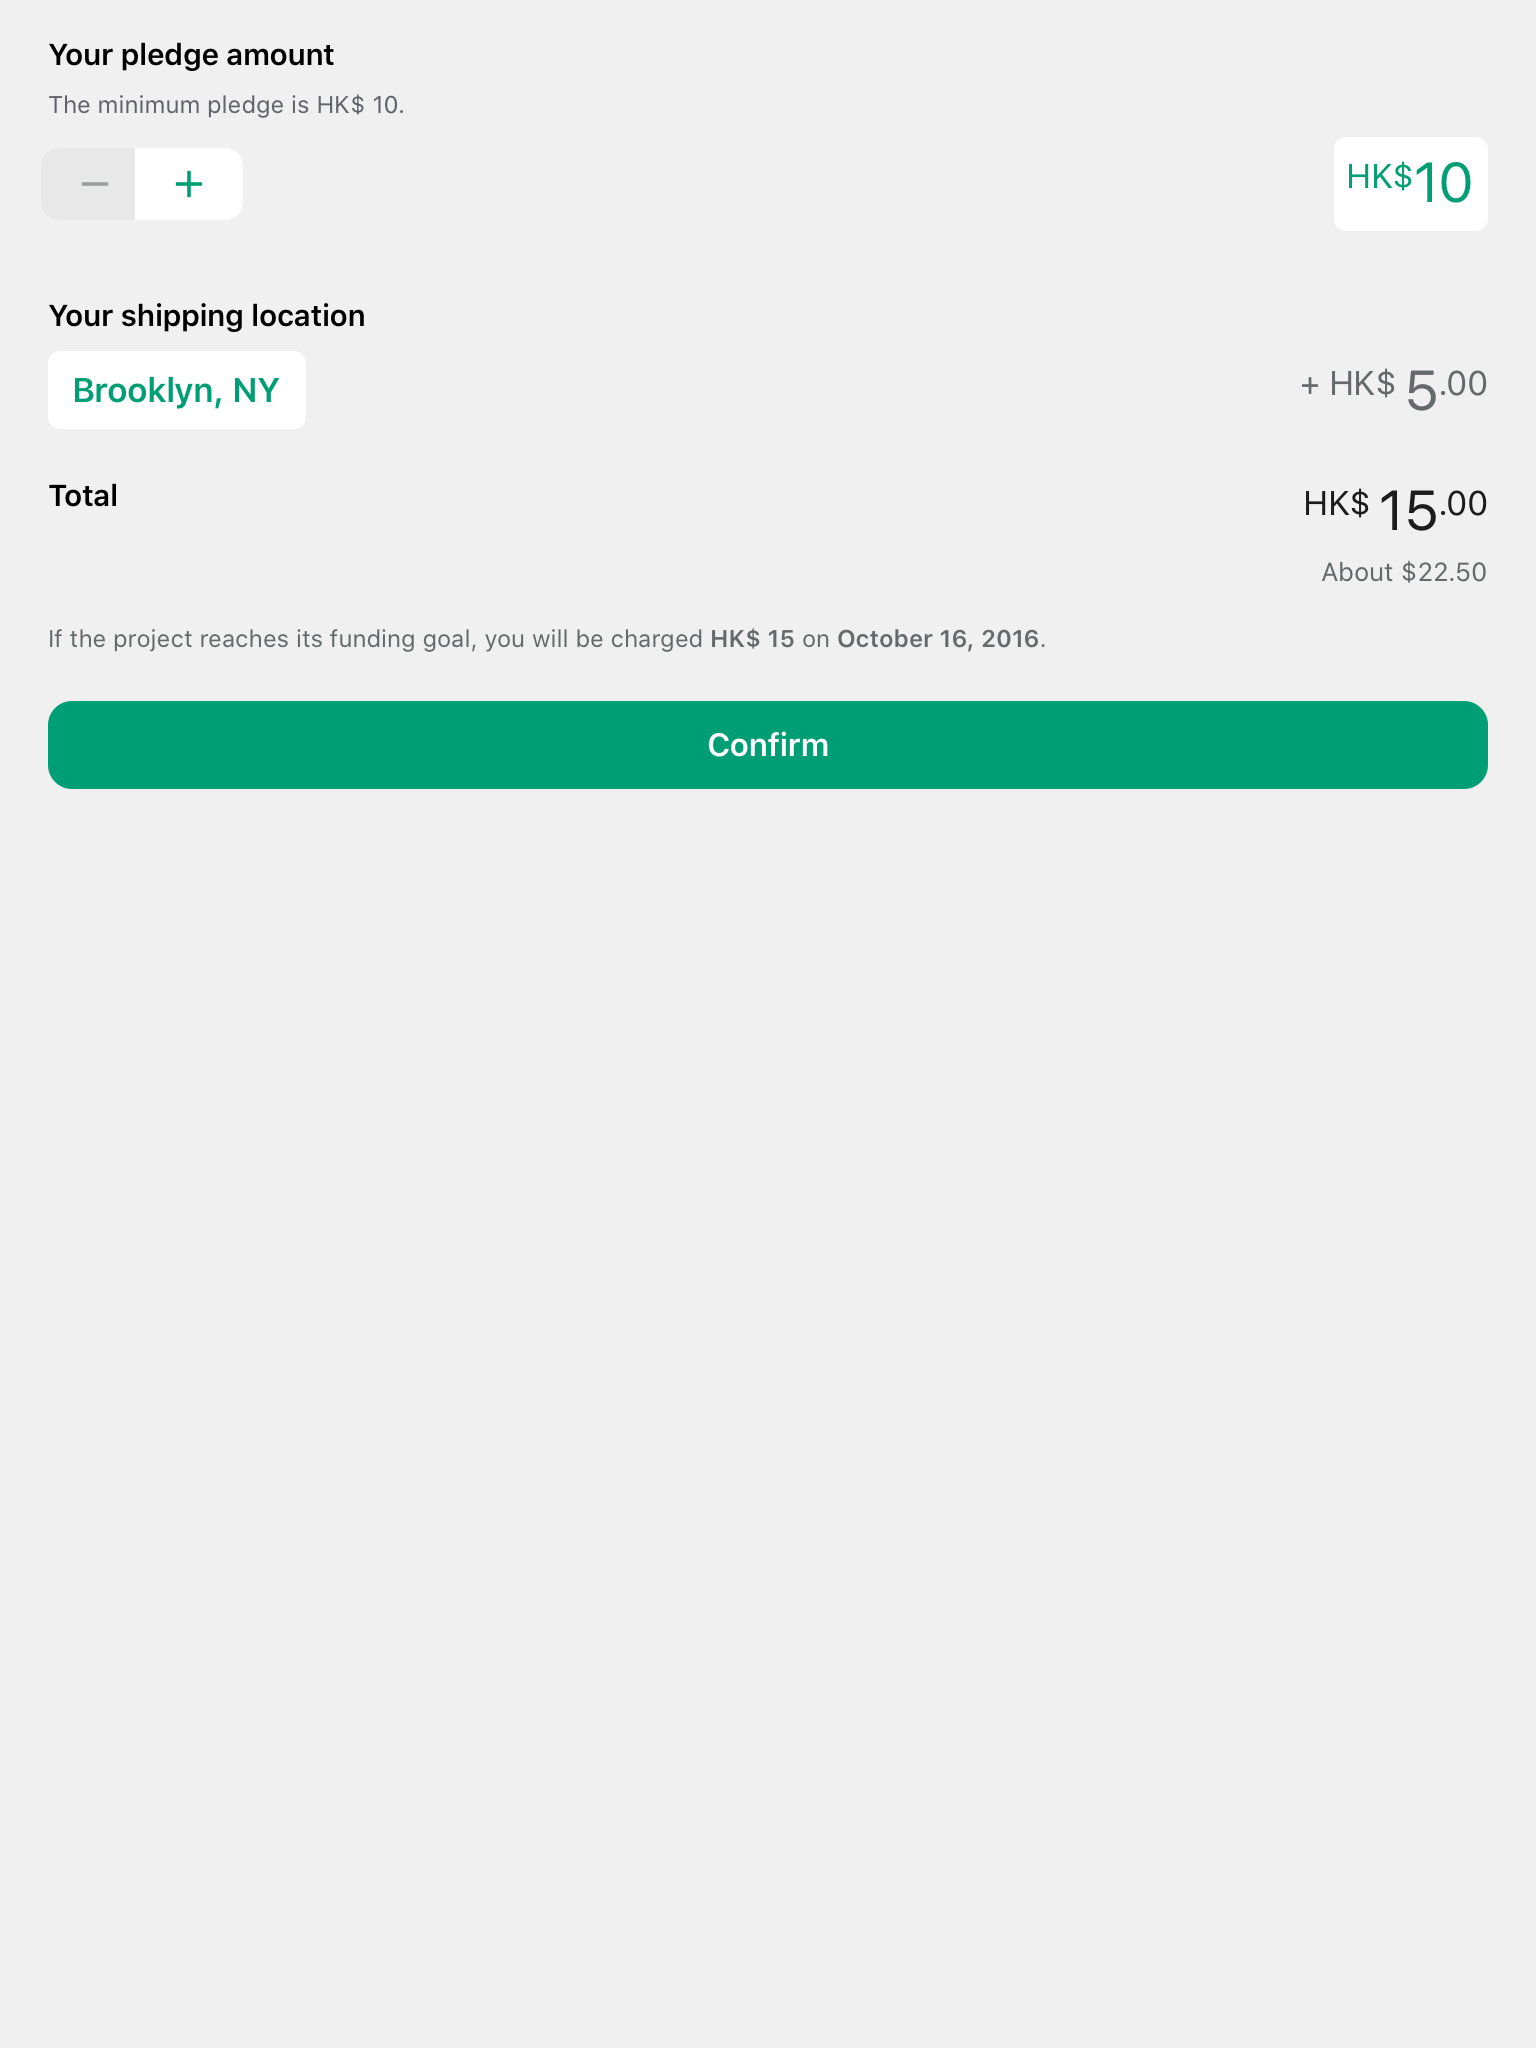 Your pledge amount
The minimum pledge is HK$ 10.
− +
HK$10
Your shipping location
Brooklyn, NY
+ HK$ 5.00
Total
HK$ 15.00
About $22.50
If the project reaches its funding goal, you will be charged HK$ 15 on October 16, 2016.
Confirm